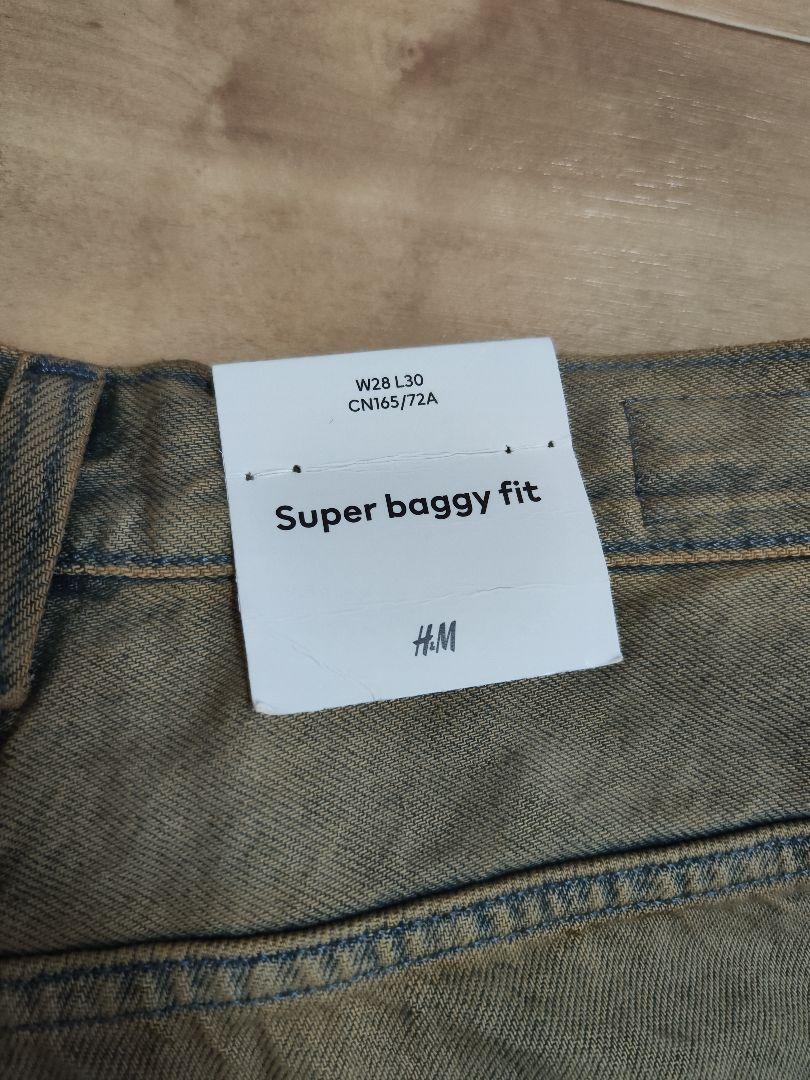 W28 L30
CN165/72A
Super baggy fit
H&M